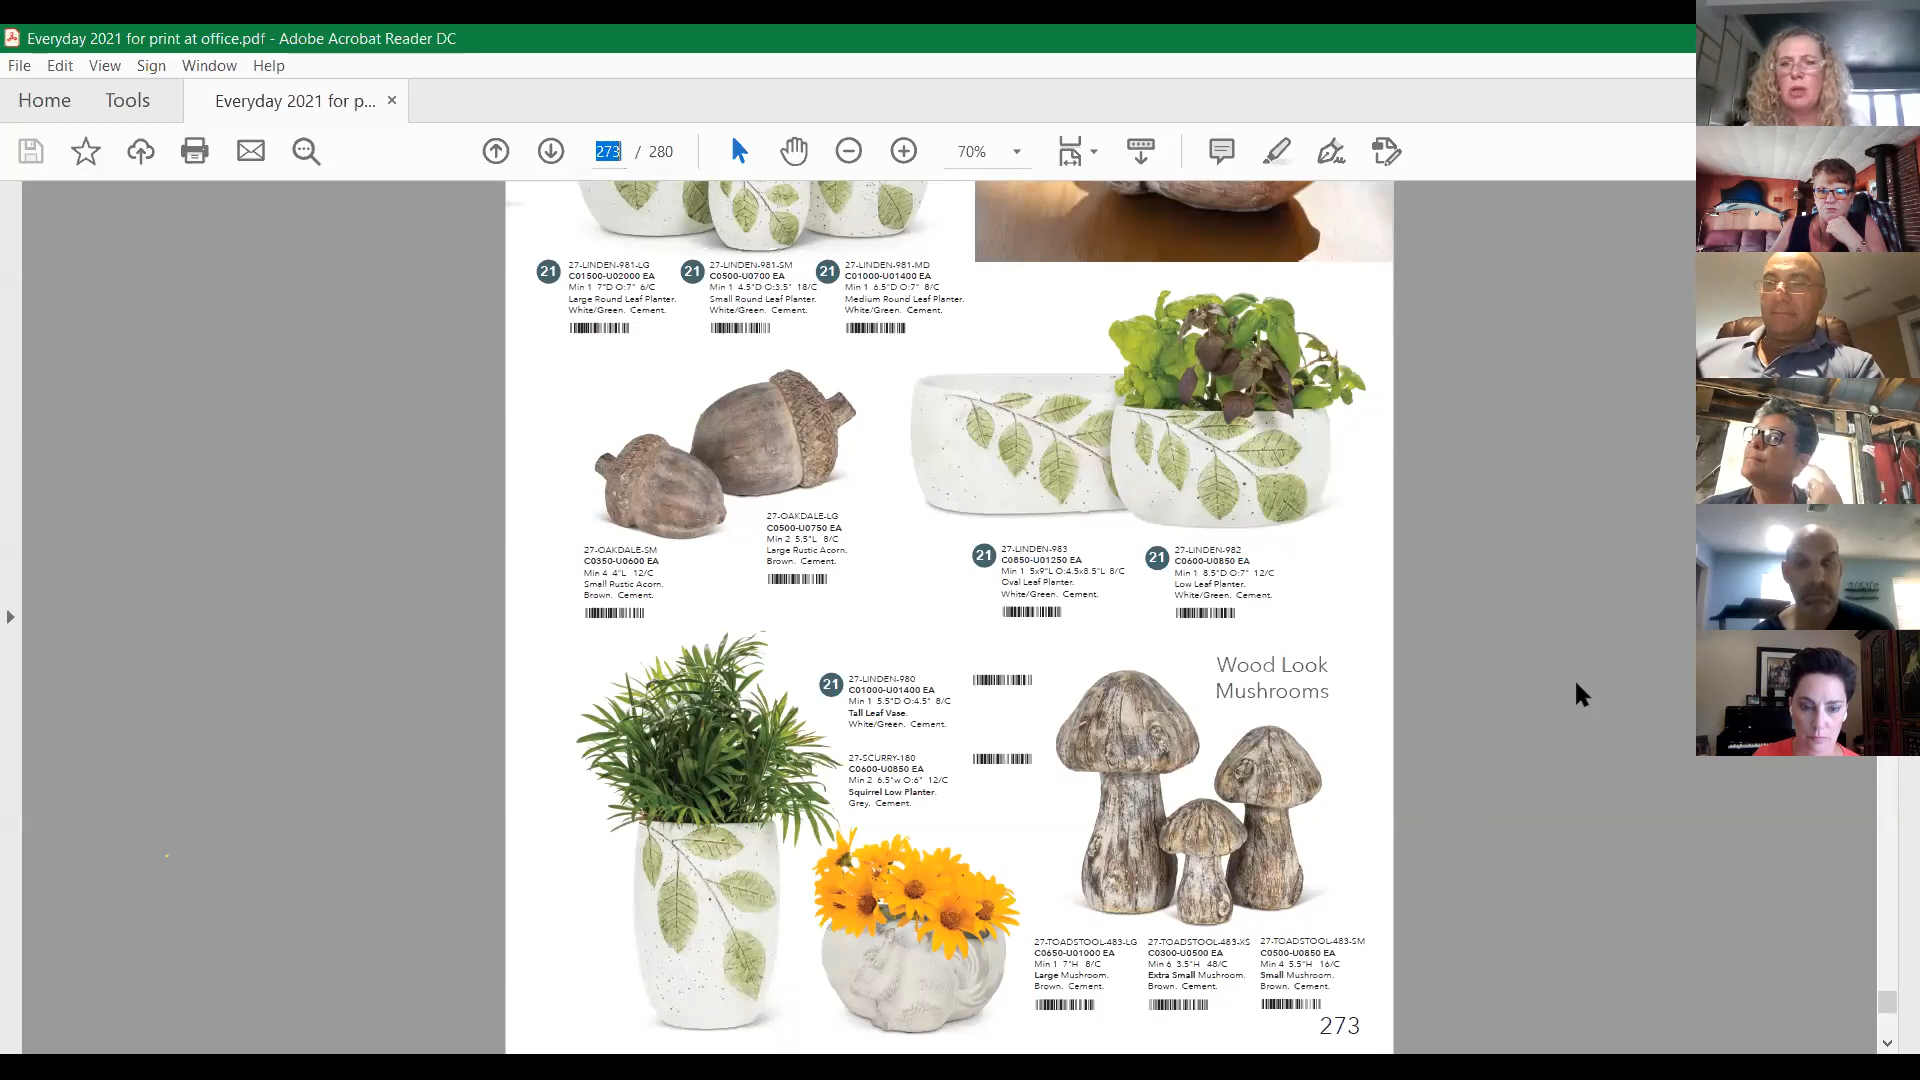 Everyday 2021 for print at office.pdf - Adobe Acrobat Reader DC
File Edit View Sign Window Help
Home Tools Everyday 2021 for p... ×
273 / 280 70%
21 27-LINDEN-981-LG
C01500-U02000 EA
Min 1 7"D O:7" 6/C
Large Round Leaf Planter.
White/Green. Cement.
21 27-LINDEN-981-SM
C0500-U0700 EA
Min 1 4.5"D O:3.5" 18/C
Small Round Leaf Planter.
White/Green. Cement.
21 27-LINDEN-981-MD
C01000-U01400 EA
Min 1 6.5"D O:7" 8/C
Medium Round Leaf Planter.
White/Green. Cement.
27-OAKDALE-LG
C0500-U0750 EA
Min 2 5.5"L 8/C
Large Rustic Acorn.
Brown. Cement.
27-OAKDALE-SM
C0350-U0600 EA
Min 4 4"L 12/C
Small Rustic Acorn.
Brown. Cement.
21 27-LINDEN-983
C0850-U01250 EA
Min 1 5x9"L O:4.5x8.5"L 8/C
Oval Leaf Planter.
White/Green. Cement.
21 27-LINDEN-982
C0600-U0850 EA
Min 1 8.5"D O:7" 12/C
Low Leaf Planter.
White/Green. Cement.
21 27-LINDEN-980
C01000-U01400 EA
Min 1 5.5"D O:4.5" 8/C
Tall Leaf Vase.
White/Green. Cement.
27-SCURRY-180
C0600-U0850 EA
Min 2 6.5"w O:6" 12/C
Squirrel Low Planter.
Grey. Cement.
Wood Look
Mushrooms
27-TOADSTOOL-483-LG
C0650-U01000 EA
Min 1 7"H 8/C
Large Mushroom.
Brown. Cement.
27-TOADSTOOL-483-XS
C0300-U0500 EA
Min 6 3.5"H 48/C
Extra Small Mushroom.
Brown. Cement.
27-TOADSTOOL-483-SM
C0500-U0850 EA
Min 4 5.5"H 16/C
Small Mushroom.
Brown. Cement.
273